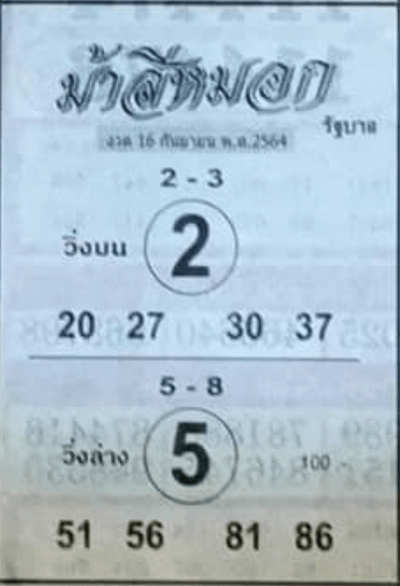 ม้าสีหมอก
รัฐบาล
งวด 16 กันยายน พ.ศ.2564
2 - 3
วิ่งบน 2
20 27 30 37
5 - 8
วิ่งล่าง 5 100.-
51 56 81 86